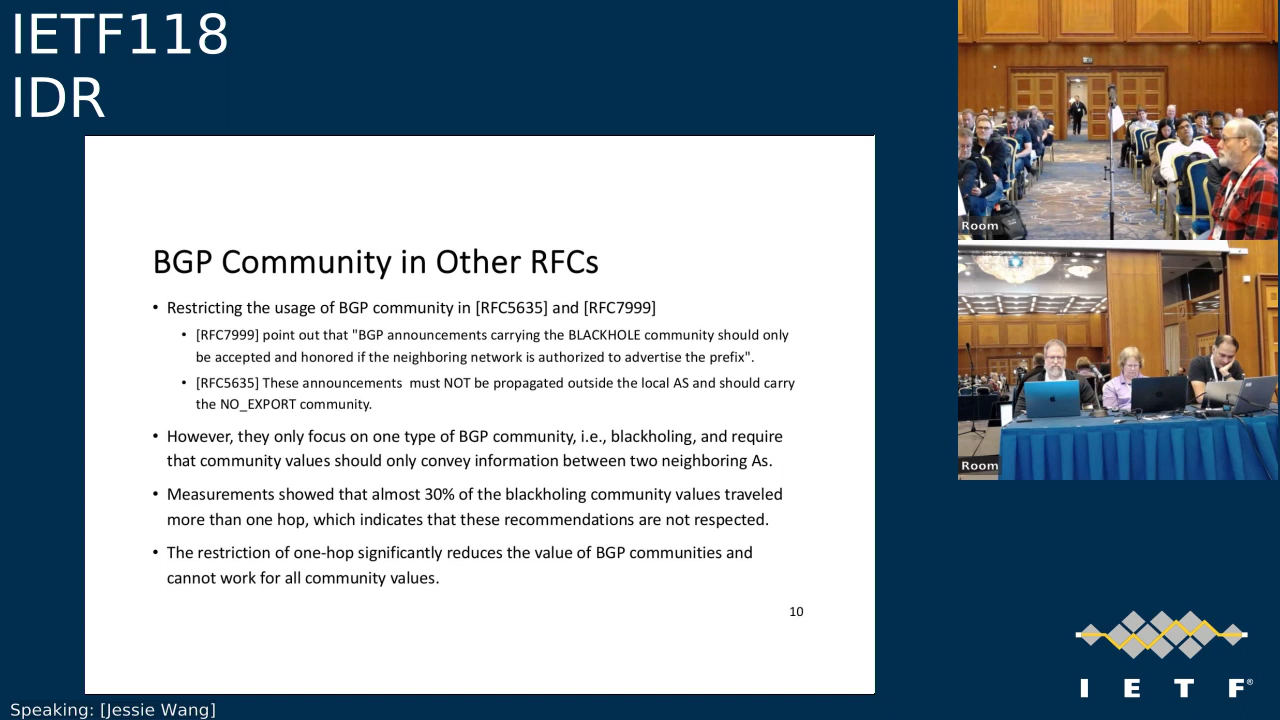 IETF118
IDR
BGP Community in Other RFCs
• Restricting the usage of BGP community in [RFC5635] and [RFC7999]
• [RFC7999] point out that "BGP announcements carrying the BLACKHOLE community should only
be accepted and honored if the neighboring network is authorized to advertise the prefix".
• [RFC5635] These announcements must NOT be propagated outside the local AS and should carry
the NO_EXPORT community.
• However, they only focus on one type of BGP community, i.e., blackholing, and require
that community values should only convey information between two neighboring As.
• Measurements showed that almost 30% of the blackholing community values traveled
more than one hop, which indicates that these recommendations are not respected.
• The restriction of one-hop significantly reduces the value of BGP communities and
cannot work for all community values.
10
Room
Room
I E T F®
Speaking: [Jessie Wang]